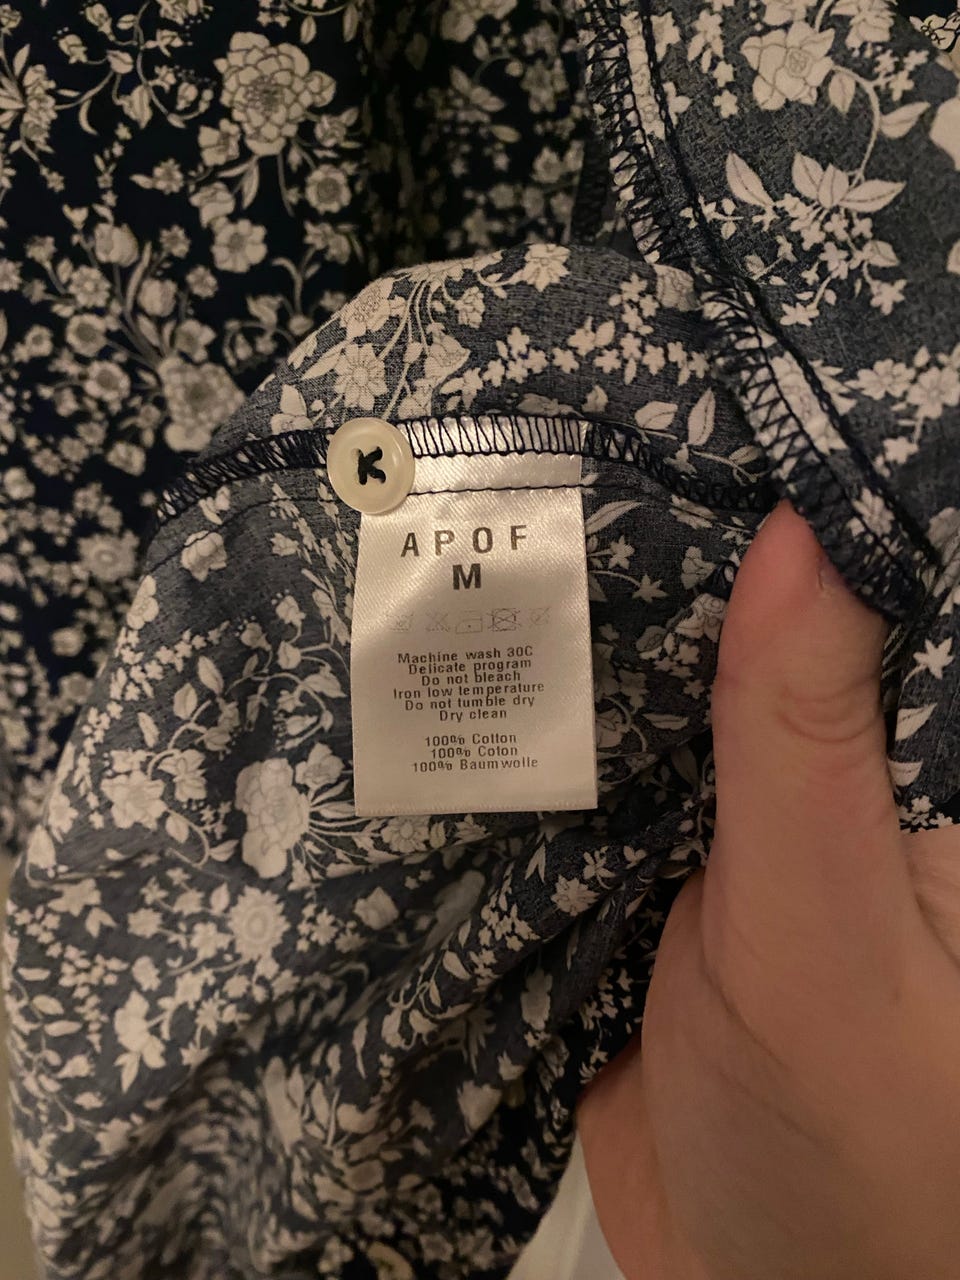 APOF
M
Machine wash 30C
Delicate program
Do not bleach
Iron low temperature
Do not tumble dry
Dry clean
100% Cotton
100% Coton
100% Baumwolle